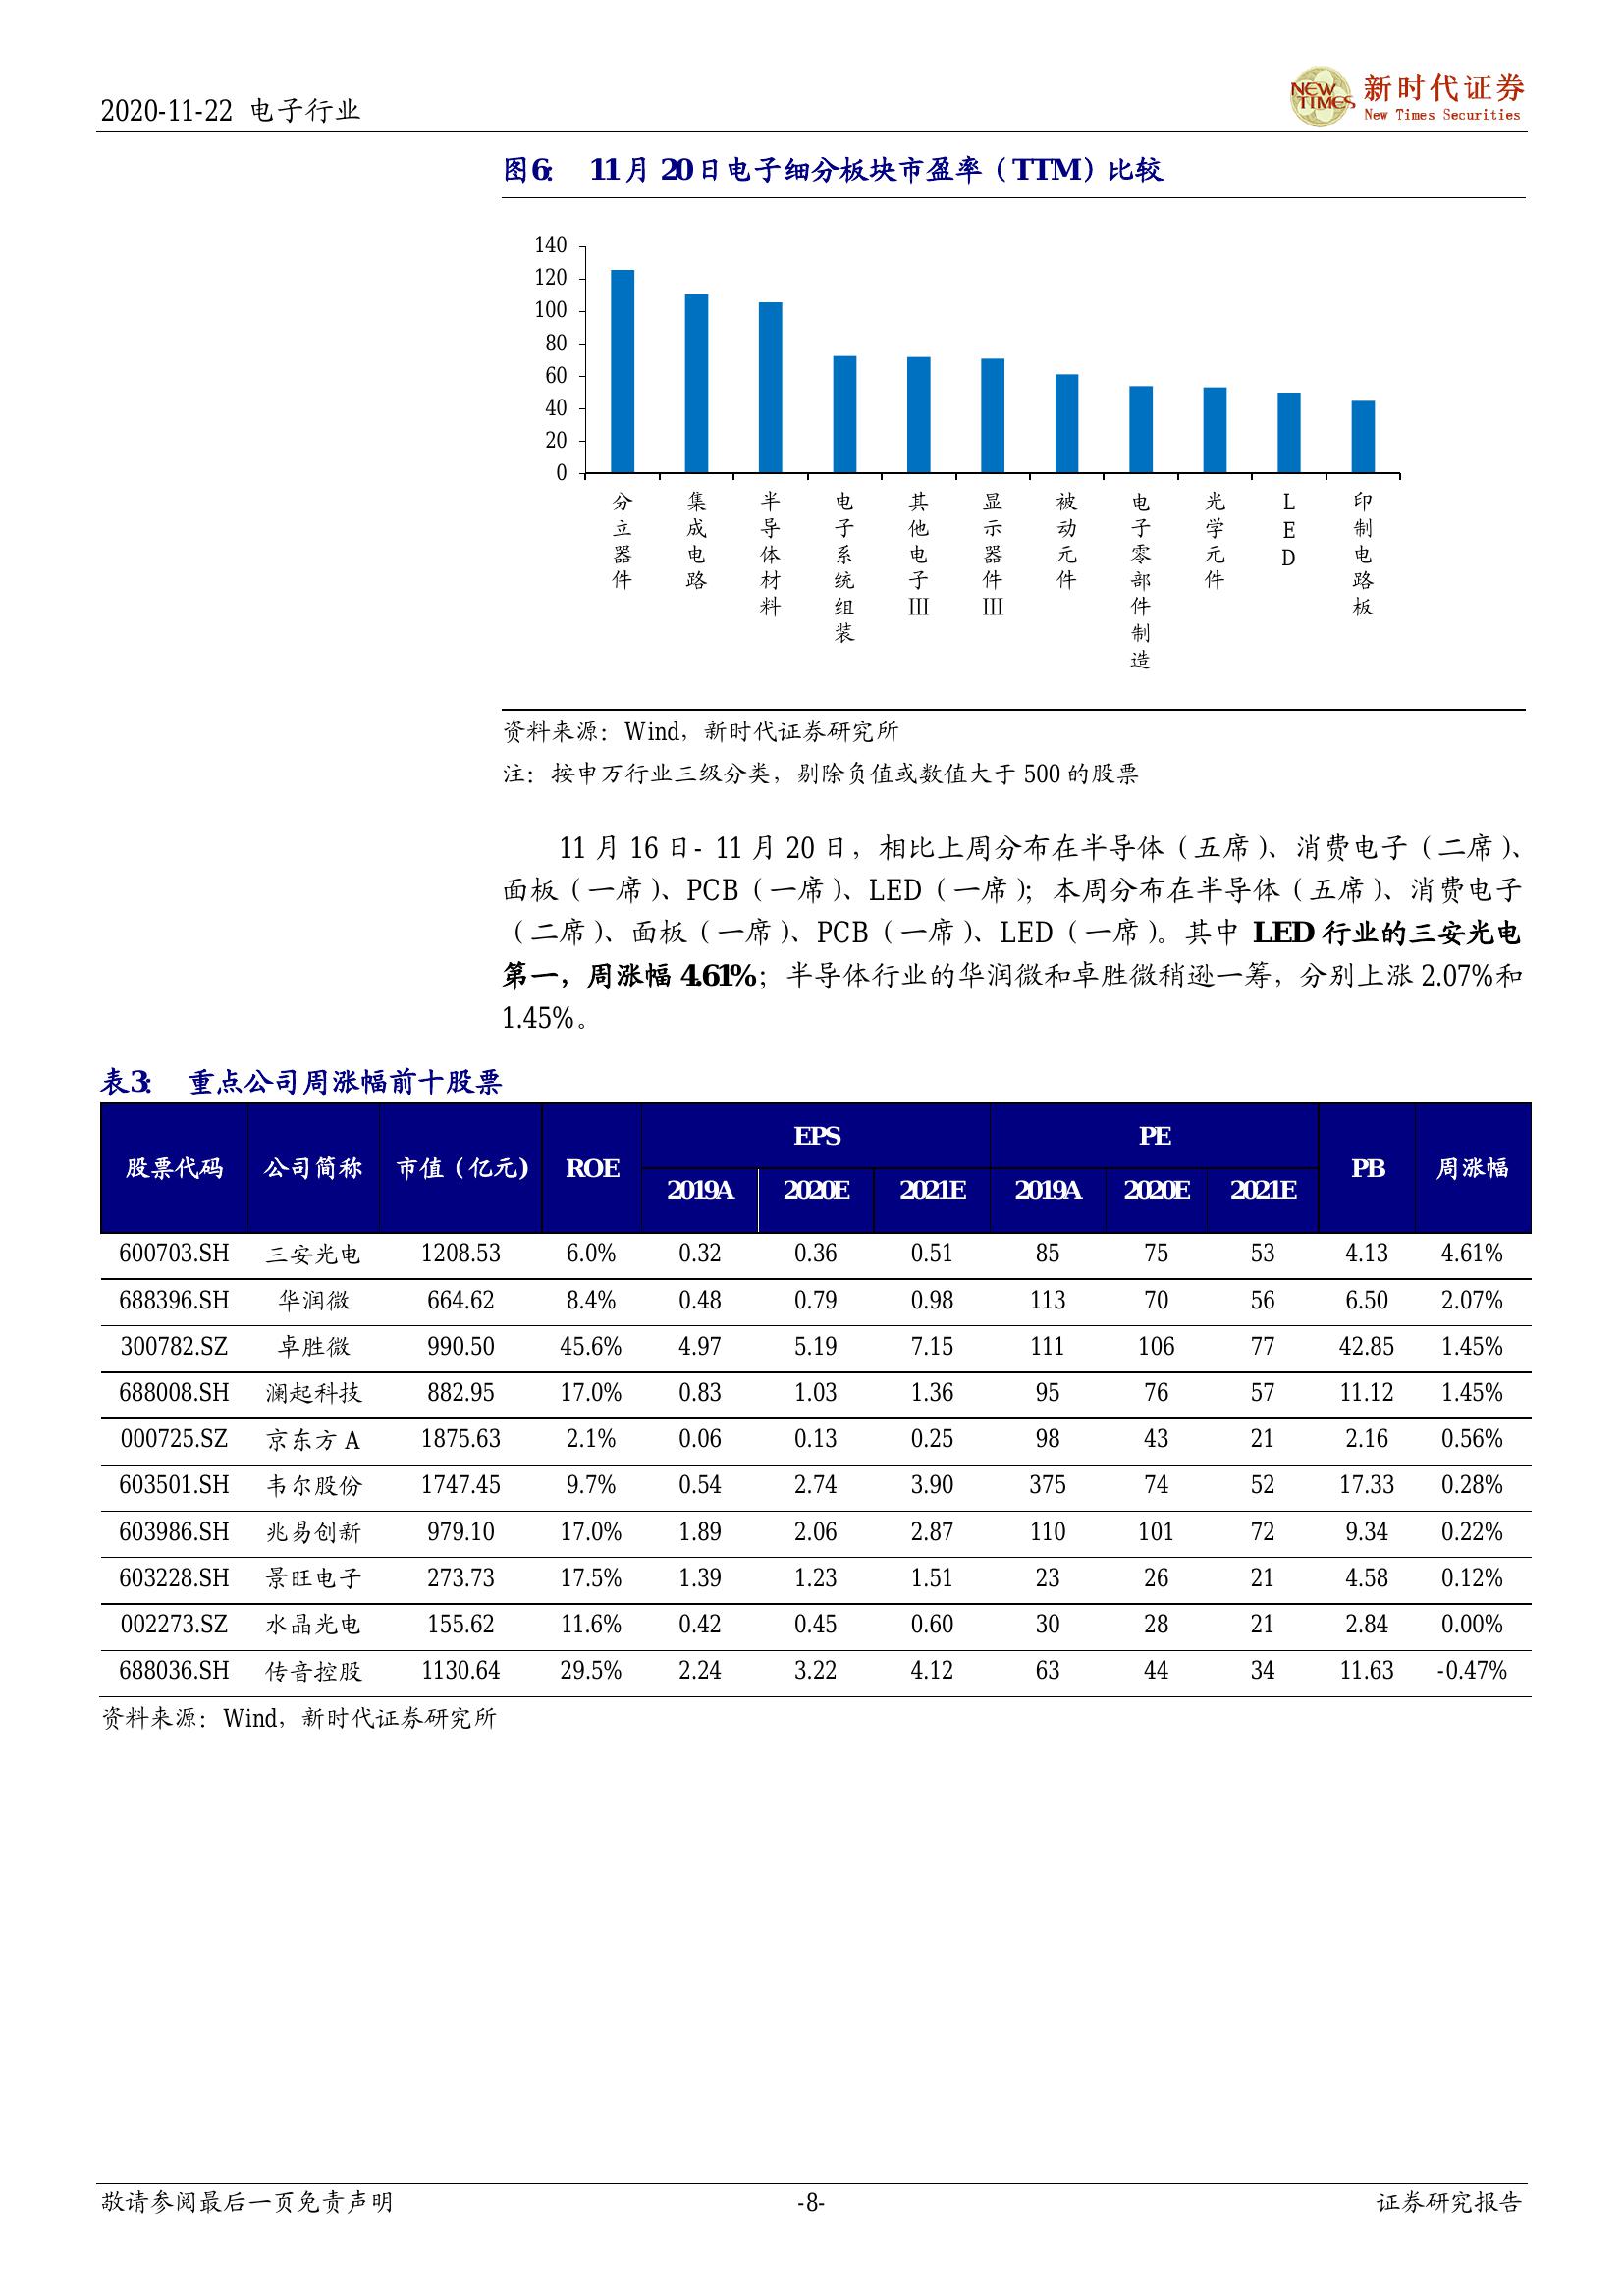 2020-11-22 电子行业
NEW TIMES
新时代证券
New Times Securities
图6: 11月20日电子细分板块市盈率（TTM）比较
140
120
100
80
60
40
20
0
分立器件
集成电路
半导体材料
电子系统组装
其他电子III
显示器件III
被动元件
电子零部件制造
光学元件
LED
印制电路板
资料来源：Wind，新时代证券研究所
注：按申万行业三级分类，剔除负值或数值大于 500 的股票
11 月 16 日- 11 月 20 日，相比上周分布在半导体（五席）、消费电子（二席）、
面板（一席）、PCB（一席）、LED（一席）；本周分布在半导体（五席）、消费电子
（二席）、面板（一席）、PCB（一席）、LED（一席）。其中 LED 行业的三安光电
第一，周涨幅 4.61%；半导体行业的华润微和卓胜微稍逊一筹，分别上涨 2.07%和
1.45%。
表3: 重点公司周涨幅前十股票
股票代码 公司简称 市值（亿元） ROE EPS PE PB 周涨幅
2019A 2020E 2021E 2019A 2020E 2021E
600703.SH 三安光电 1208.53 6.0% 0.32 0.36 0.51 85 75 53 4.13 4.61%
688396.SH 华润微 664.62 8.4% 0.48 0.79 0.98 113 70 56 6.50 2.07%
300782.SZ 卓胜微 990.50 45.6% 4.97 5.19 7.15 111 106 77 42.85 1.45%
688008.SH 澜起科技 882.95 17.0% 0.83 1.03 1.36 95 76 57 11.12 1.45%
000725.SZ 京东方 A 1875.63 2.1% 0.06 0.13 0.25 98 43 21 2.16 0.56%
603501.SH 韦尔股份 1747.45 9.7% 0.54 2.74 3.90 375 74 52 17.33 0.28%
603986.SH 兆易创新 979.10 17.0% 1.89 2.06 2.87 110 101 72 9.34 0.22%
603228.SH 景旺电子 273.73 17.5% 1.39 1.23 1.51 23 26 21 4.58 0.12%
002273.SZ 水晶光电 155.62 11.6% 0.42 0.45 0.60 30 28 21 2.84 0.00%
688036.SH 传音控股 1130.64 29.5% 2.24 3.22 4.12 63 44 34 11.63 -0.47%
资料来源：Wind，新时代证券研究所
敬请参阅最后一页免责声明 -8- 证券研究报告